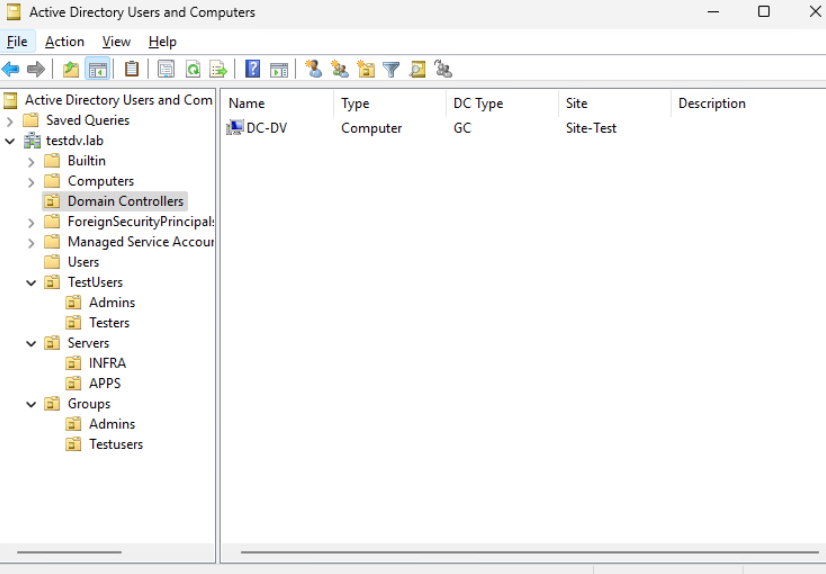 Active Directory Users and Computers
File Action View Help
Active Directory Users and Com
Saved Queries
testdv.lab
Builtin
Computers
Domain Controllers
ForeignSecurityPrincipals
Managed Service Accour
Users
TestUsers
Admins
Testers
Servers
INFRA
APPS
Groups
Admins
Testusers
Name Type DC Type Site Description
DC-DV Computer GC Site-Test